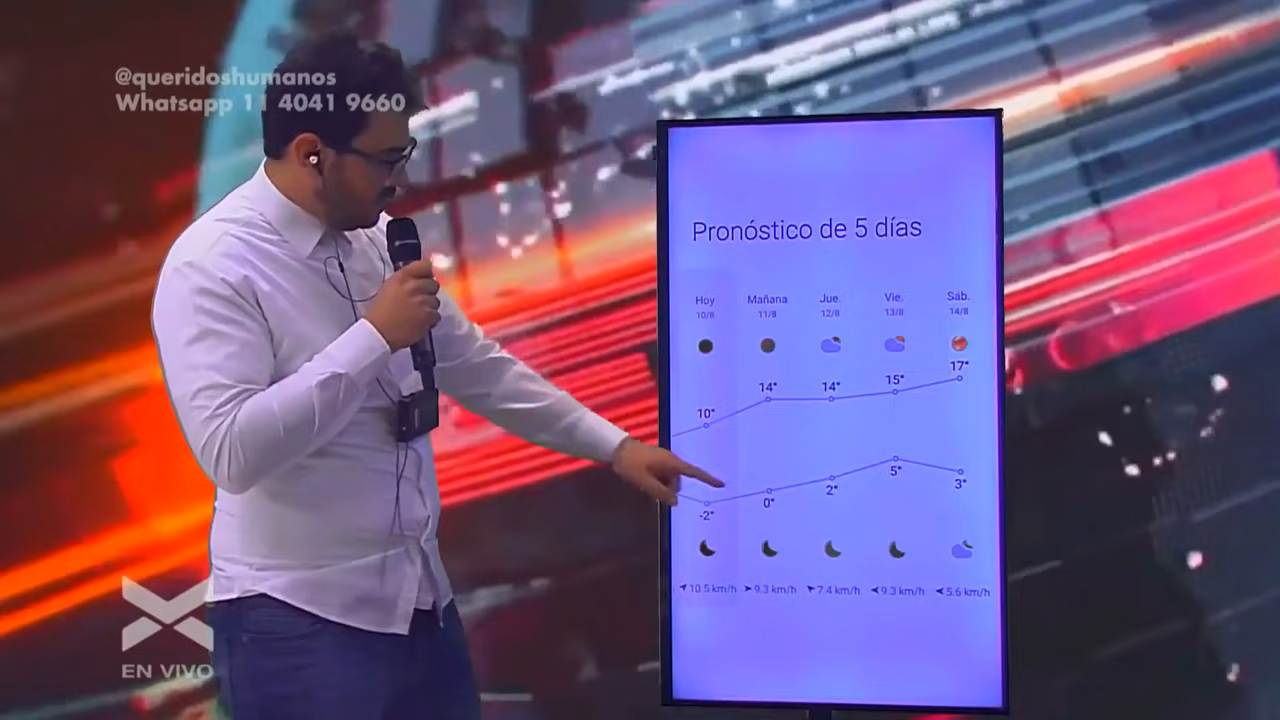 @queridoshumanos
Whatsapp 11 4041 9660
Pronóstico de 5 días
Hoy Mañana Jue. Vie. Sáb.
10/8 11/8 12/8 13/8 14/8
10° 14° 14° 15° 17°
-2° 0° 2° 5° 3°
10.5 km/h 9.3 km/h 7.4 km/h 9.3 km/h 5.6 km/h
EN VIVO